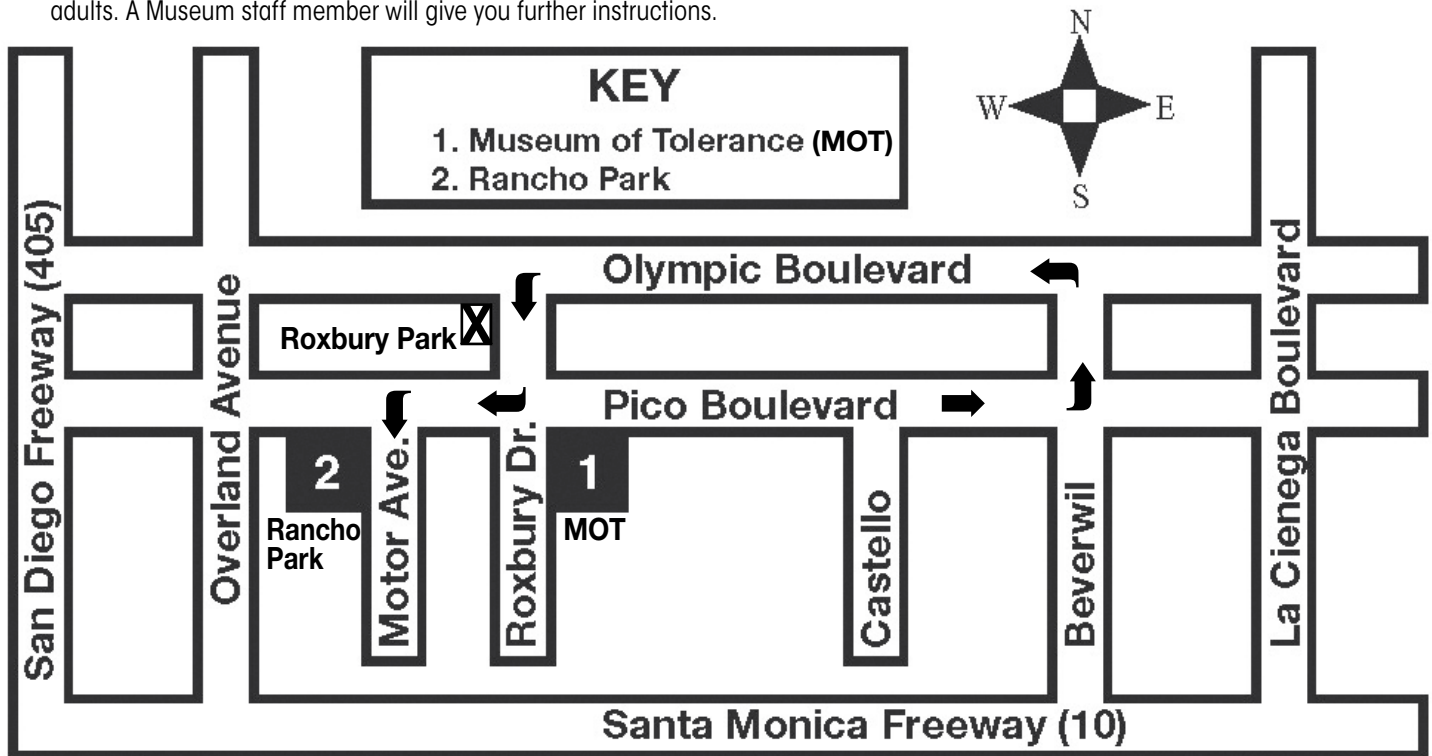 adults. A Museum staff member will give you further instructions.
KEY
1. Museum of Tolerance (MOT)
2. Rancho Park
N
W
E
S
San Diego Freeway (405)
Overland Avenue
Olympic Boulevard
La Cienega Boulevard
Roxbury Park
X
Pico Boulevard
2
Rancho
Park
Motor Ave.
Roxbury Dr.
1
MOT
Castello
Beverwil
Santa Monica Freeway (10)